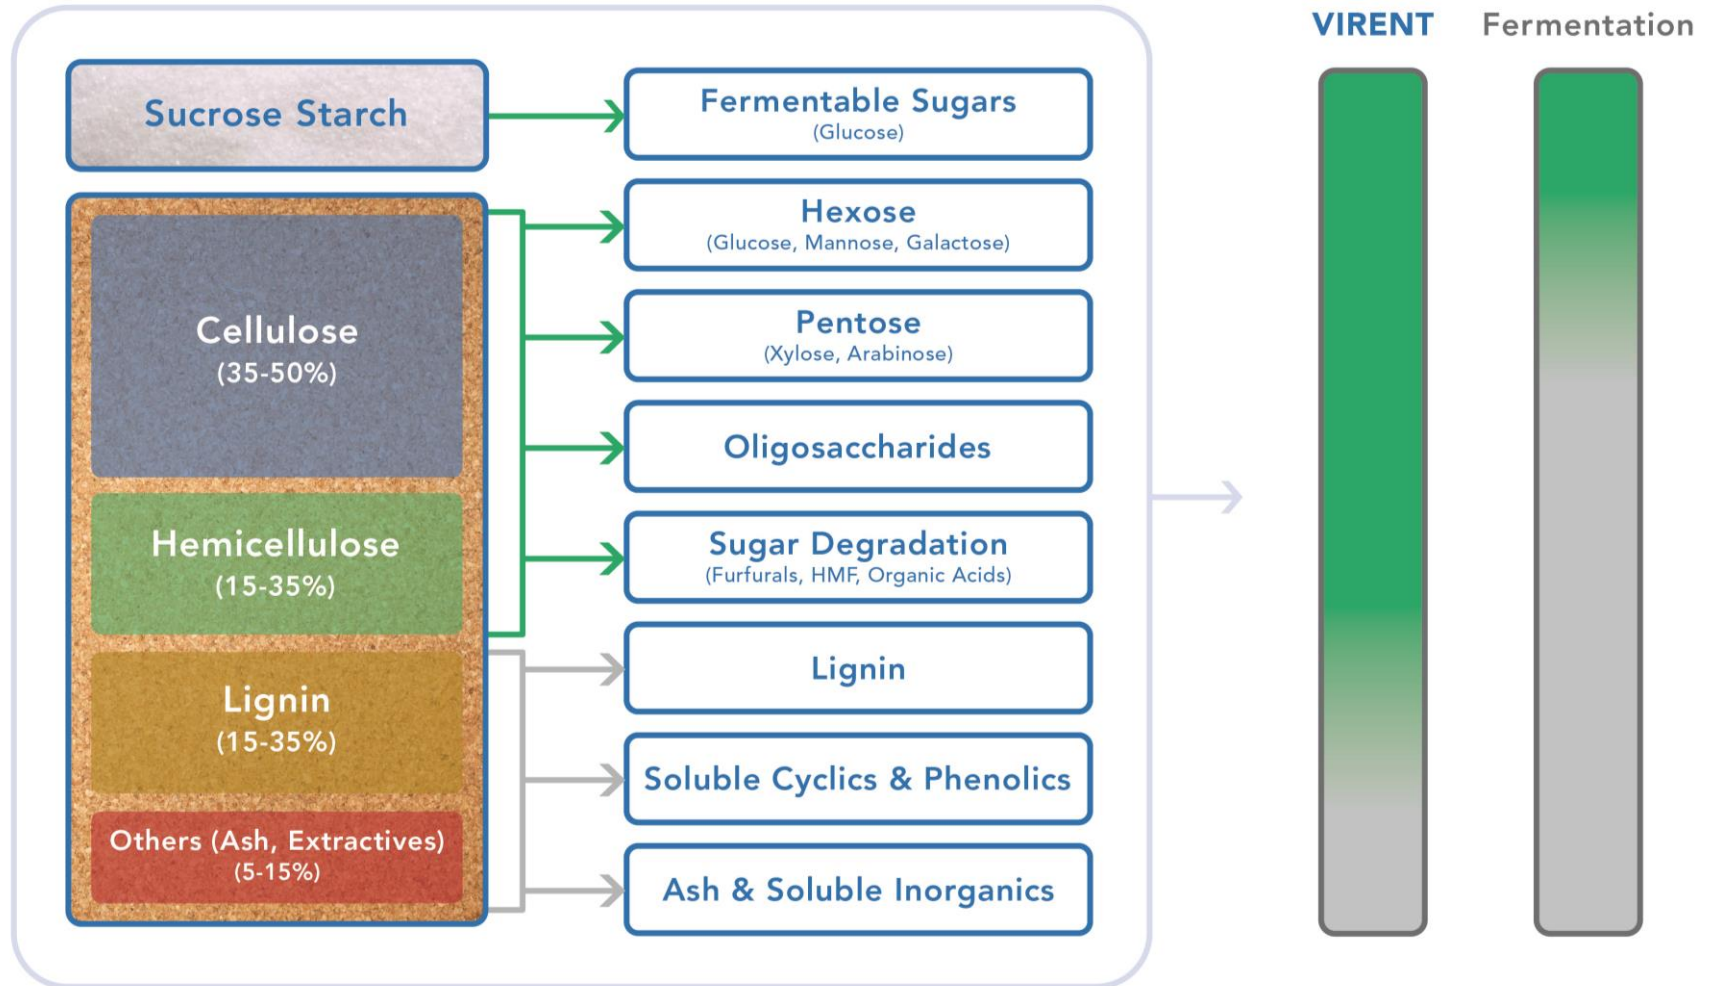 VIRENT
Fermentation
Sucrose Starch
Fermentable Sugars
(Glucose)
Hexose
(Glucose, Mannose, Galactose)
Cellulose
(35-50%)
Pentose
(Xylose, Arabinose)
Oligosaccharides
Hemicellulose
(15-35%)
Sugar Degradation
(Furfurals, HMF, Organic Acids)
Lignin
(15-35%)
Lignin
Soluble Cyclics & Phenolics
Others (Ash, Extractives)
(5-15%)
Ash & Soluble Inorganics